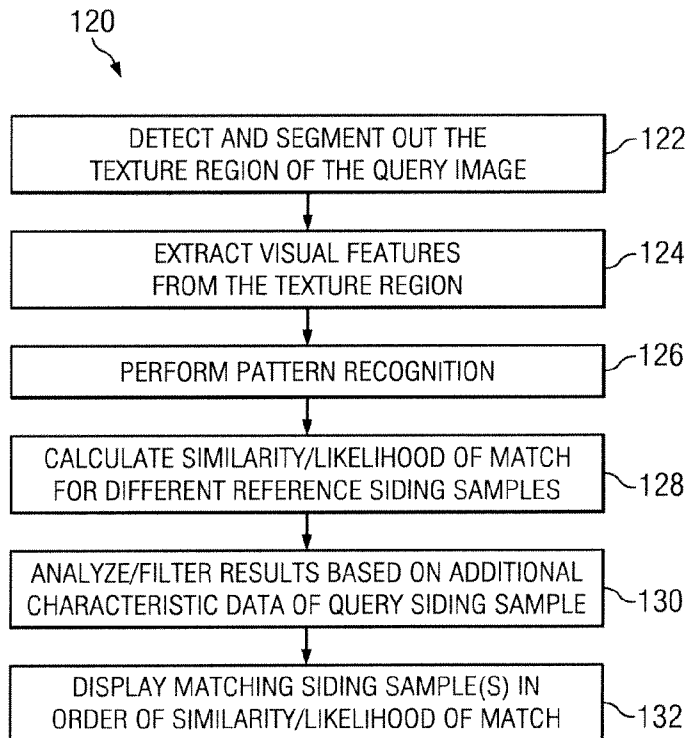 120
DETECT AND SEGMENT OUT THE
TEXTURE REGION OF THE QUERY IMAGE
122
EXTRACT VISUAL FEATURES
FROM THE TEXTURE REGION
124
PERFORM PATTERN RECOGNITION
126
CALCULATE SIMILARITY/LIKELIHOOD OF MATCH
FOR DIFFERENT REFERENCE SIDING SAMPLES
128
ANALYZE/FILTER RESULTS BASED ON ADDITIONAL
CHARACTERISTIC DATA OF QUERY SIDING SAMPLE
130
DISPLAY MATCHING SIDING SAMPLE(S) IN
ORDER OF SIMILARITY/LIKELIHOOD OF MATCH
132